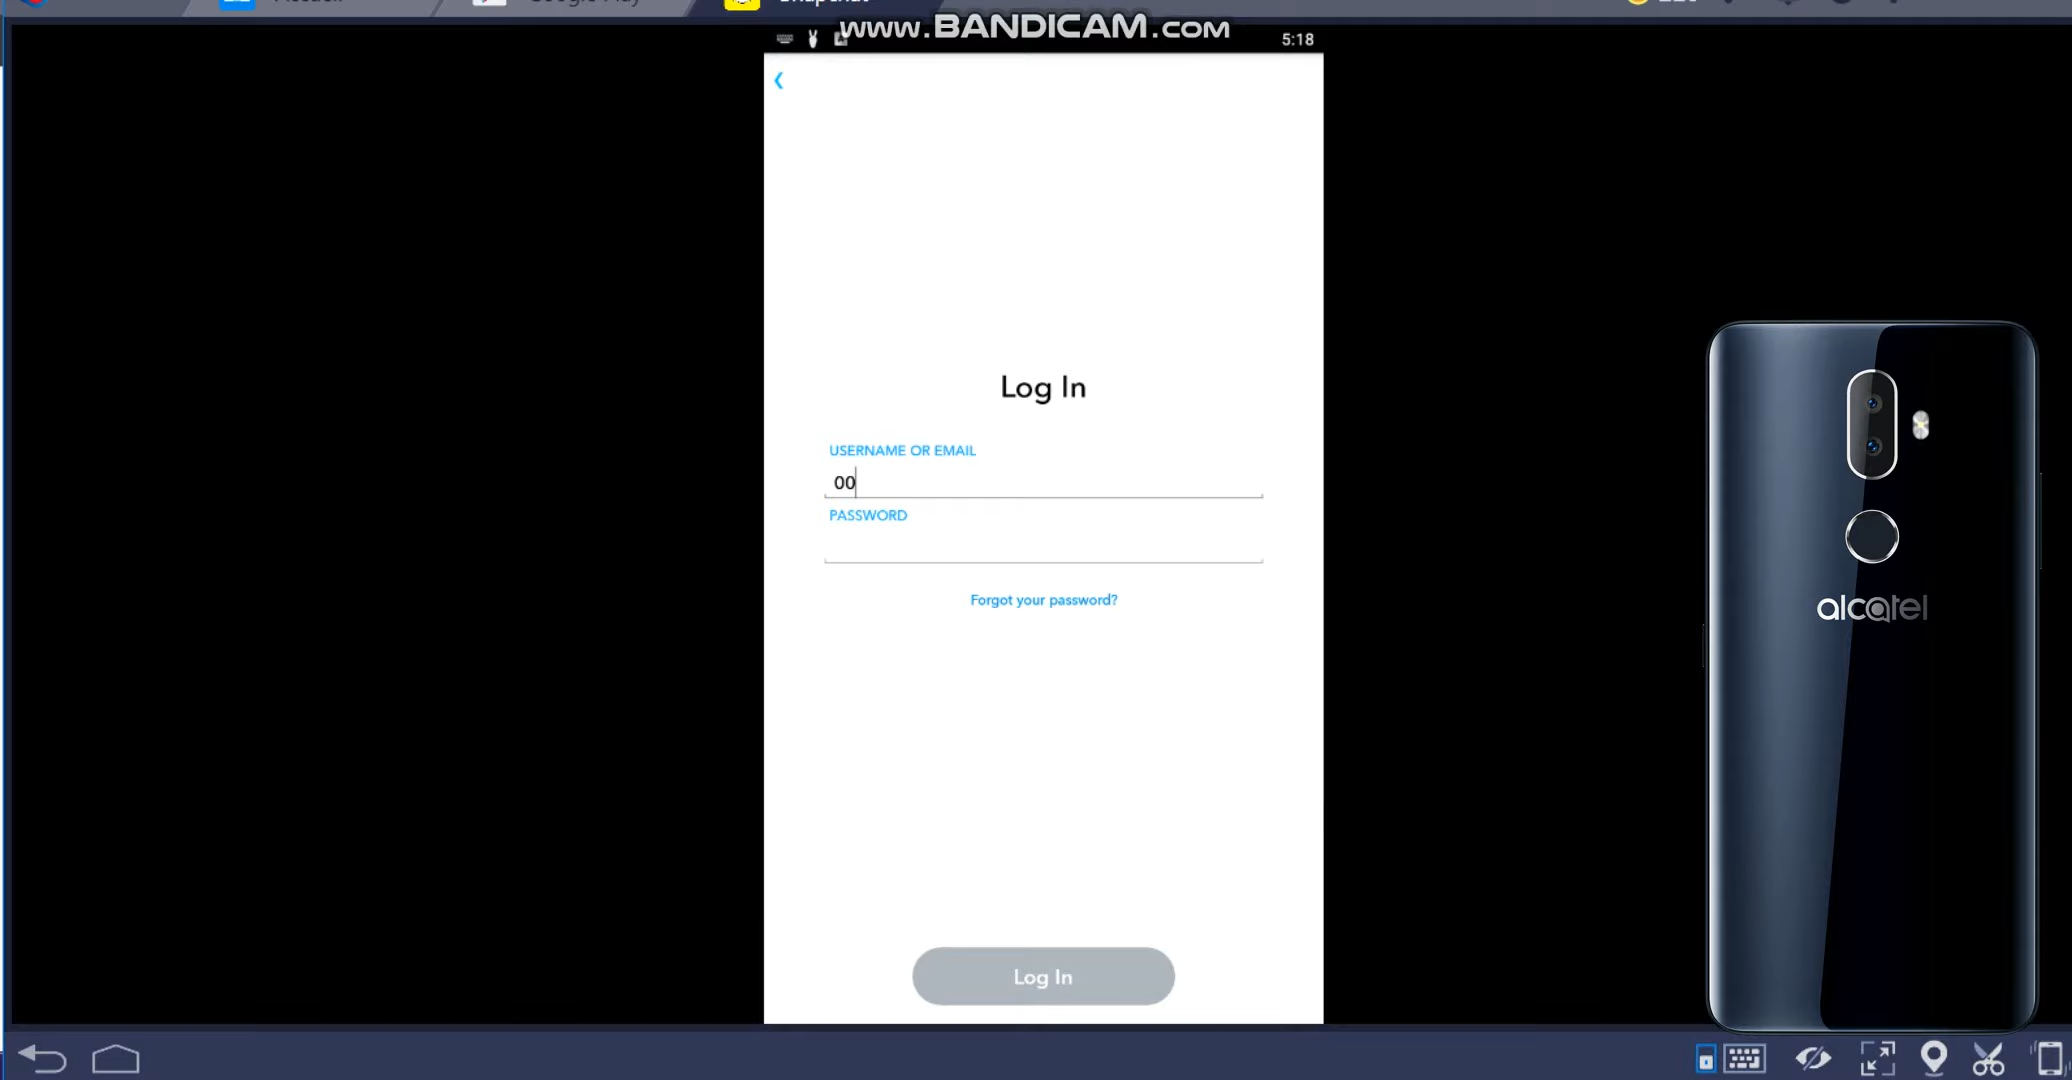 www.BANDICAM.com
5:18
Log In
USERNAME OR EMAIL
00
PASSWORD
Forgot your password?
alcatel
Log In